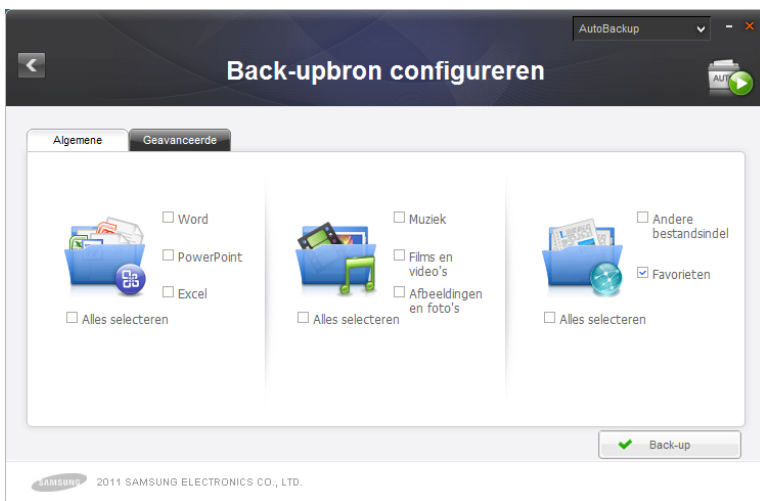 AutoBackup
Back-upbron configureren
AUT
Algemene
Geavanceerde
Word
PowerPoint
Excel
Alles selecteren
Muziek
Films en
video's
Afbeeldingen
en foto's
Alles selecteren
Andere
bestandsindel
Favorieten
Alles selecteren
Back-up
SAMSUNG 2011 SAMSUNG ELECTRONICS CO., LTD.